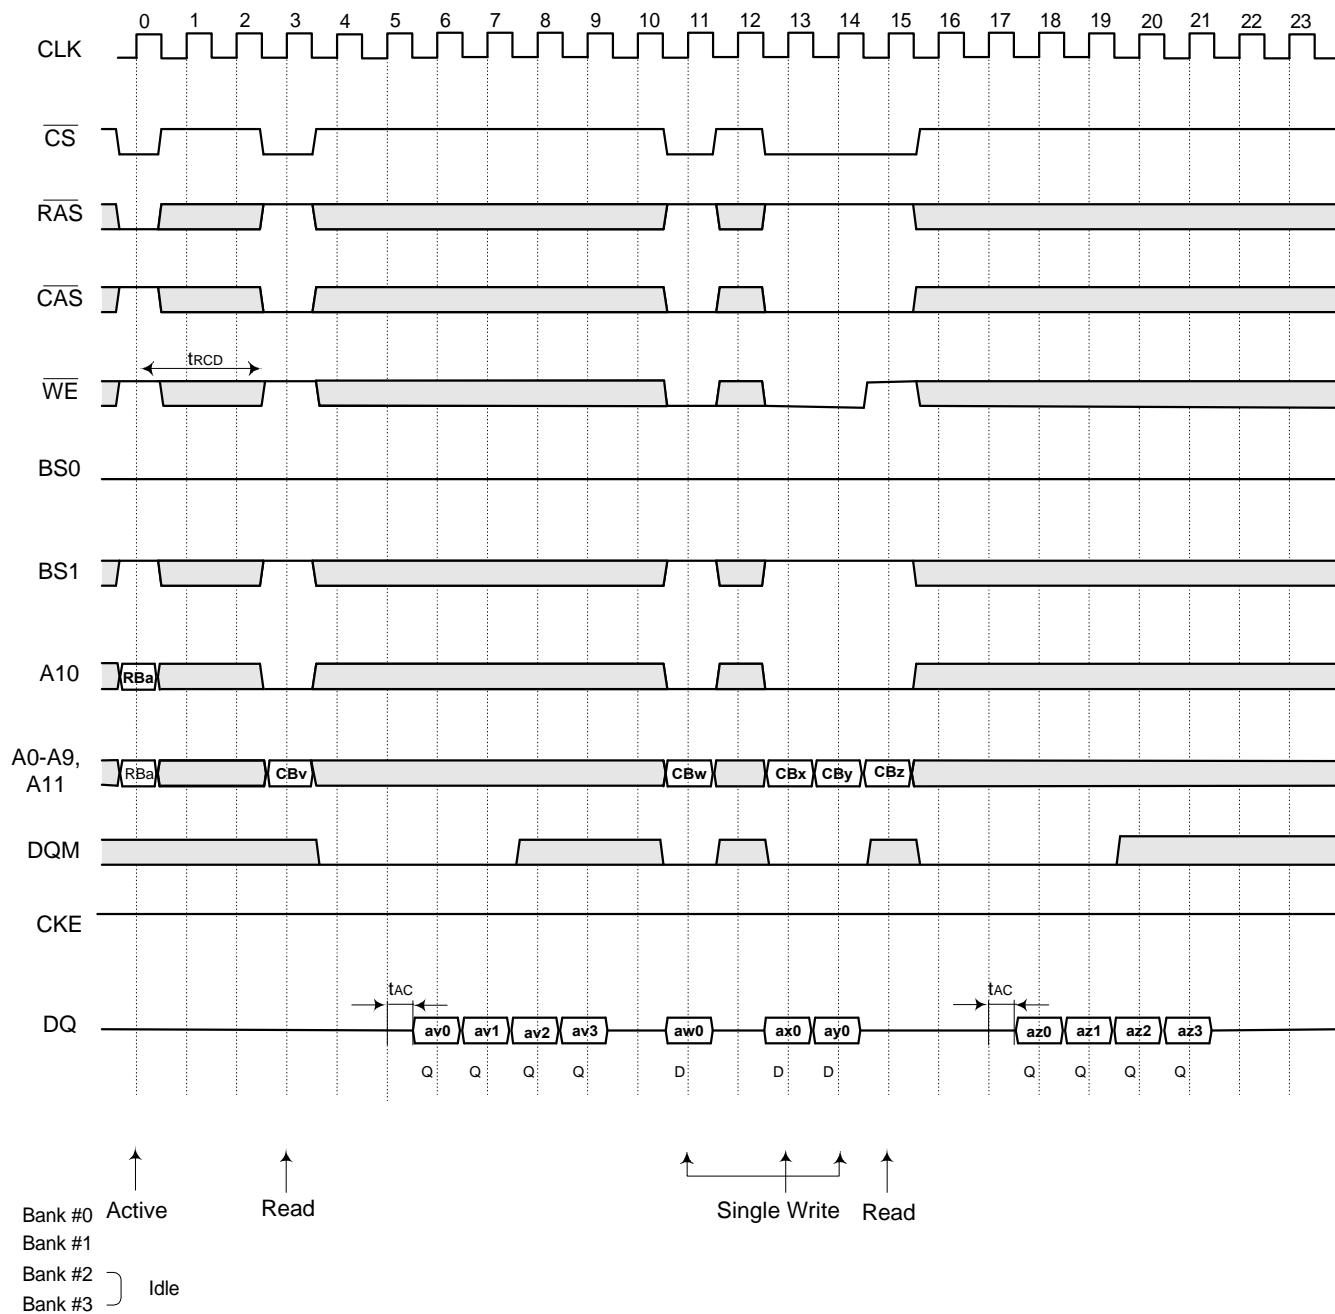 0 1 2 3 4 5 6 7 8 9 10 11 12 13 14 15 16 17 18 19 20 21 22 23
CLK
CS
RAS
CAS
tRCD
WE
BS0
BS1
A10 RBa
A0-A9,
A11
RBa CBv CBw CBx CBy CBz
DQM
CKE
tAC tAC
DQ av0 av1 av2 av3 aw0 ax0 ay0 az0 az1 az2 az3
Q Q Q Q D D D Q Q Q Q
Active Read Single Write Read
Bank #0
Bank #1
Bank #2
Idle
Bank #3